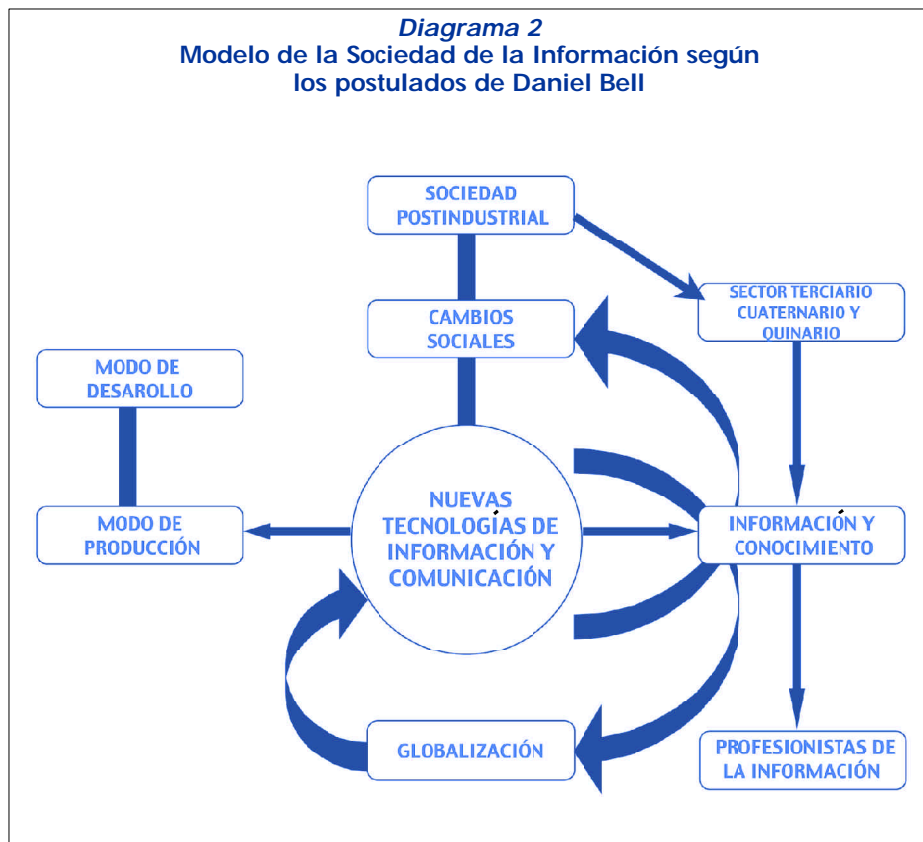 Diagrama 2
Modelo de la Sociedad de la Información según
los postulados de Daniel Bell
SOCIEDAD
POSTINDUSTRIAL
SECTOR TERCIARIO
CUATERNARIO Y
QUINARIO
CAMBIOS
SOCIALES
MODO DE
DESAROLLO
NUEVAS
TECNOLOGÍAS DE
INFORMACIÓN Y
COMUNICACIÓN
MODO DE
PRODUCCIÓN
INFORMACIÓN Y
CONOCIMIENTO
GLOBALIZACIÓN
PROFESIONISTAS DE
LA INFORMACIÓN